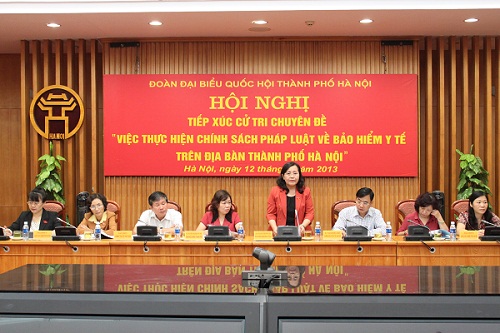 ĐOÀN ĐẠI BIỂU QUỐC HỘI THÀNH PHỐ HÀ NỘI
HỘI NGHỊ
TIẾP XÚC CỬ TRI CHUYÊN ĐỀ
"VIỆC THỰC HIỆN CHÍNH SÁCH PHÁP LUẬT VỀ BẢO HIỂM Y TẾ
TRÊN ĐỊA BÀN THÀNH PHỐ HÀ NỘI"
Hà Nội, ngày 12 tháng 2013
HÀ NỘI